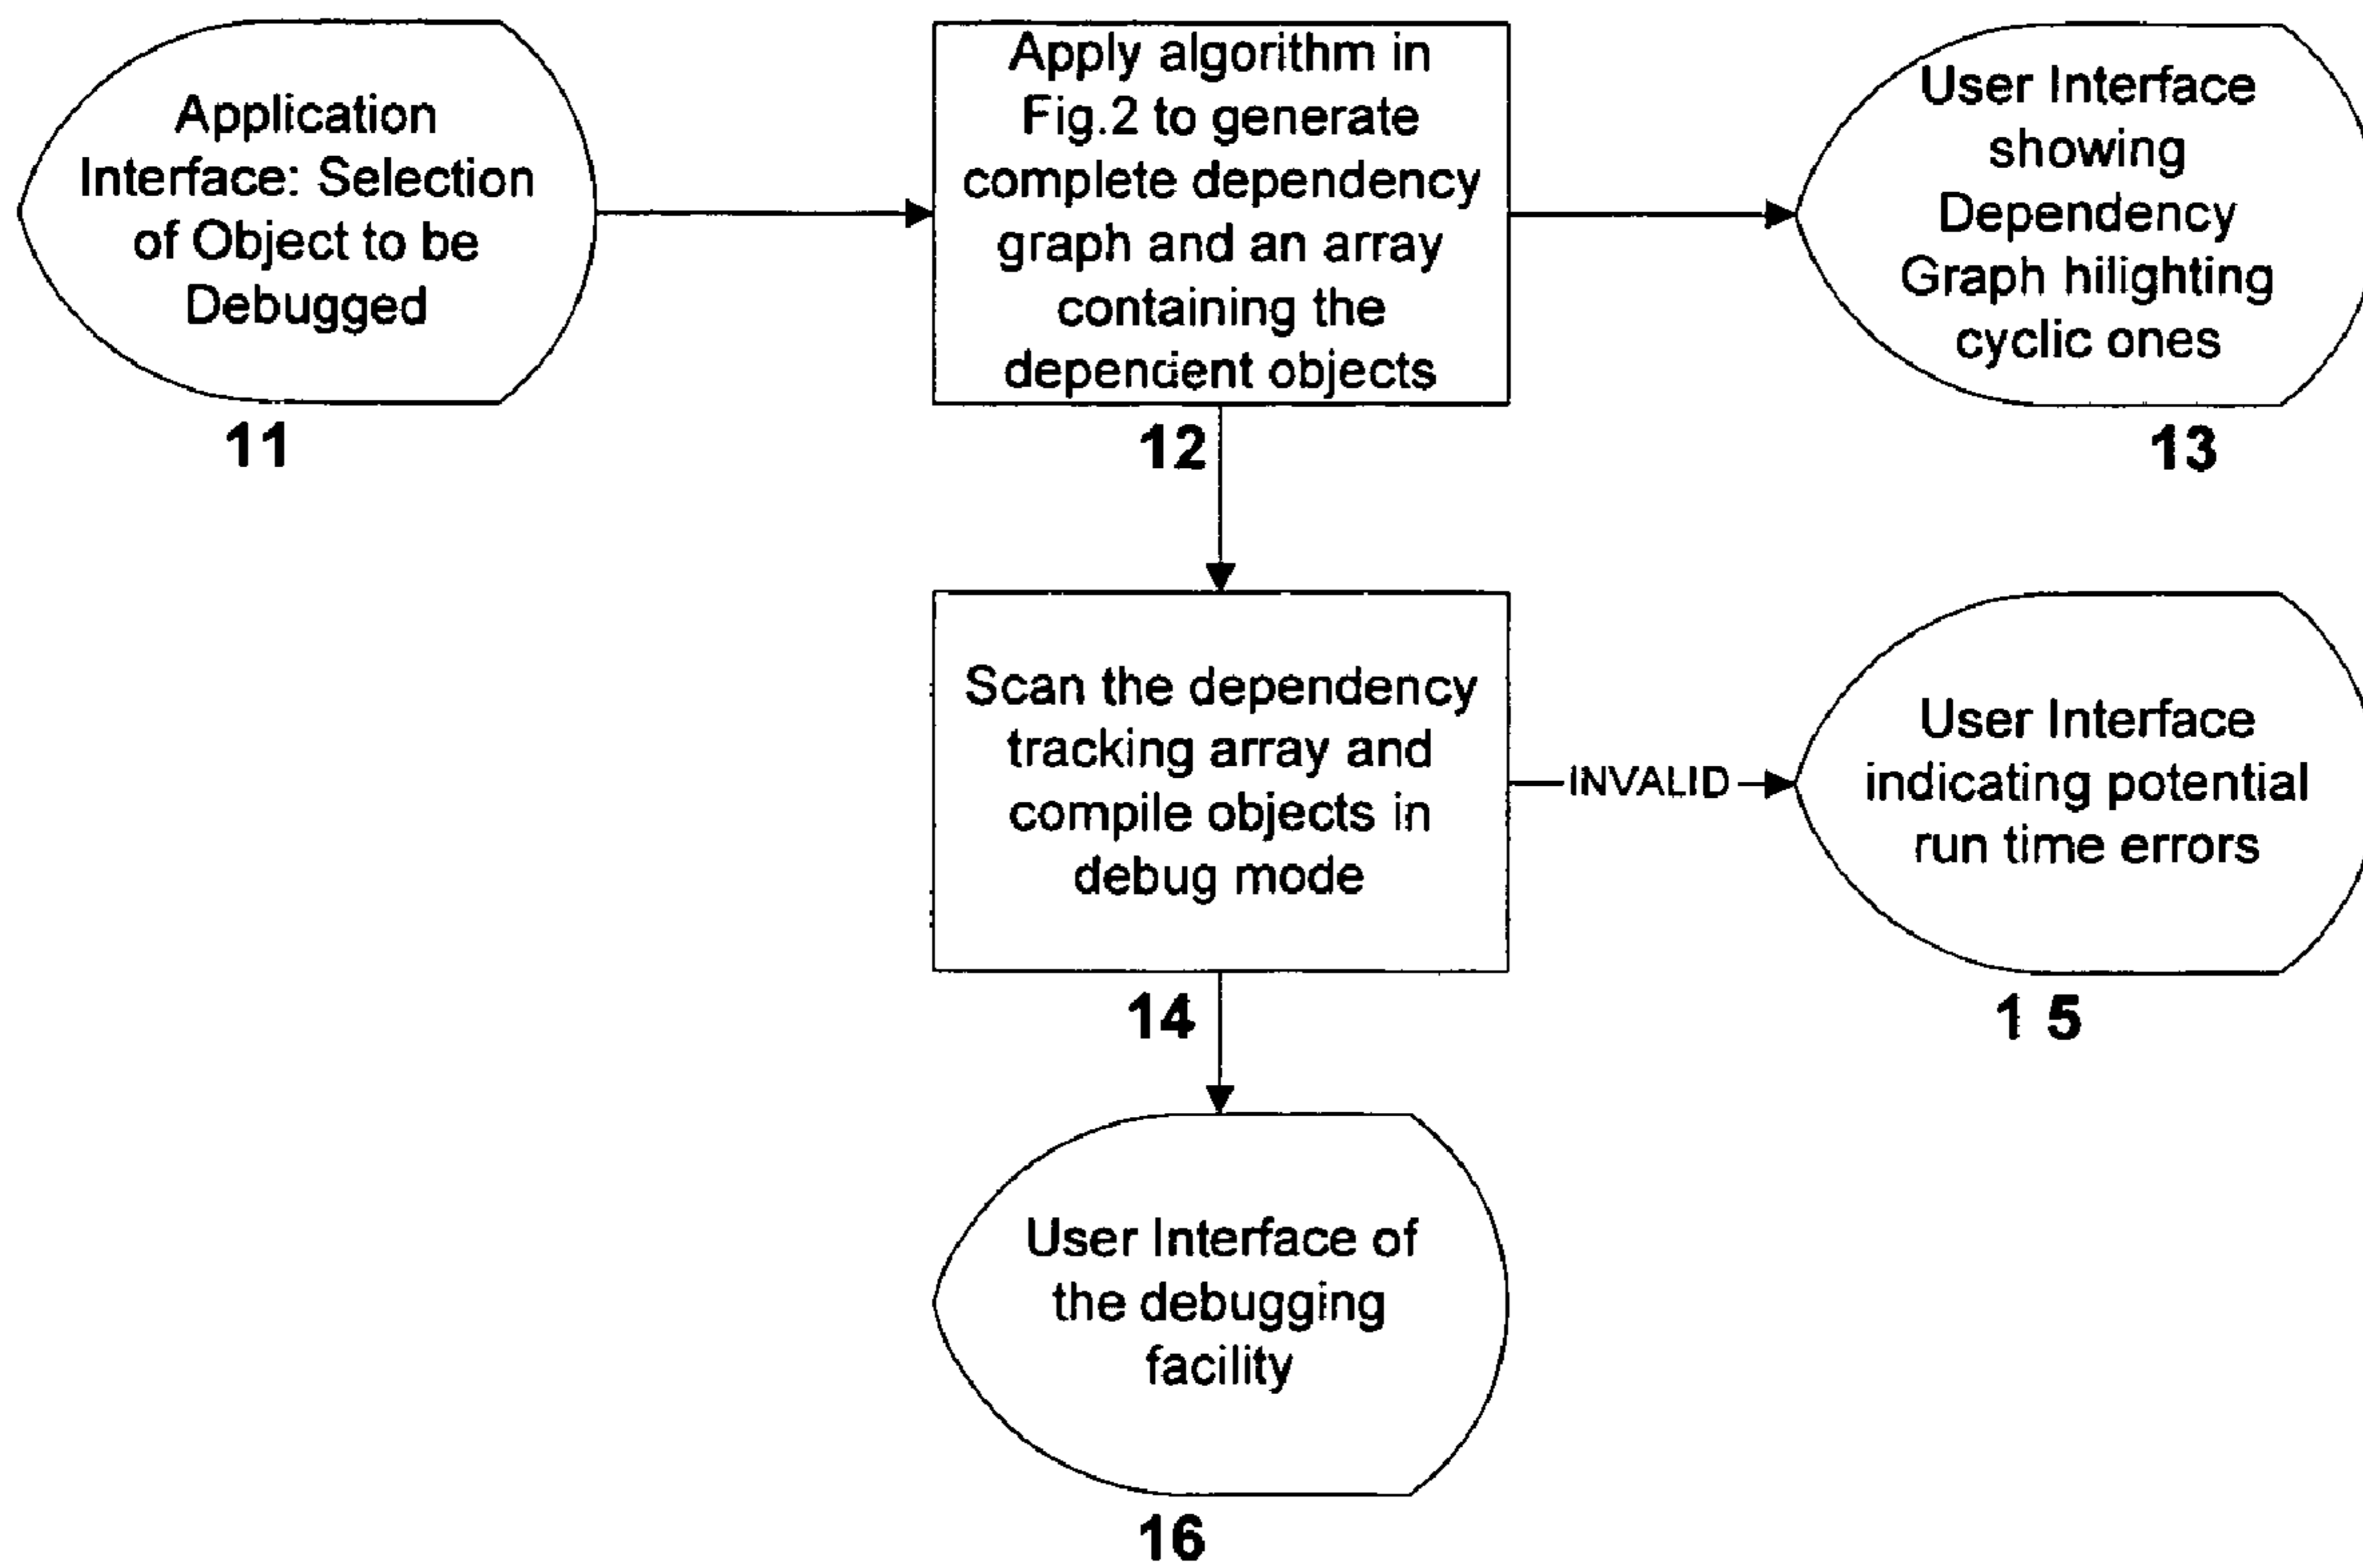 Application
Interface: Selection
of Object to be
Debugged
11
Apply algorithm in
Fig.2 to generate
complete dependency
graph and an array
containing the
dependent objects
12
User Interface
showing
Dependency
Graph hilighting
cyclic ones
13
Scan the dependency
tracking array and
compile objects in
debug mode
14
INVALID
User Interface
indicating potential
run time errors
1 5
User Interface of
the debugging
facility
16